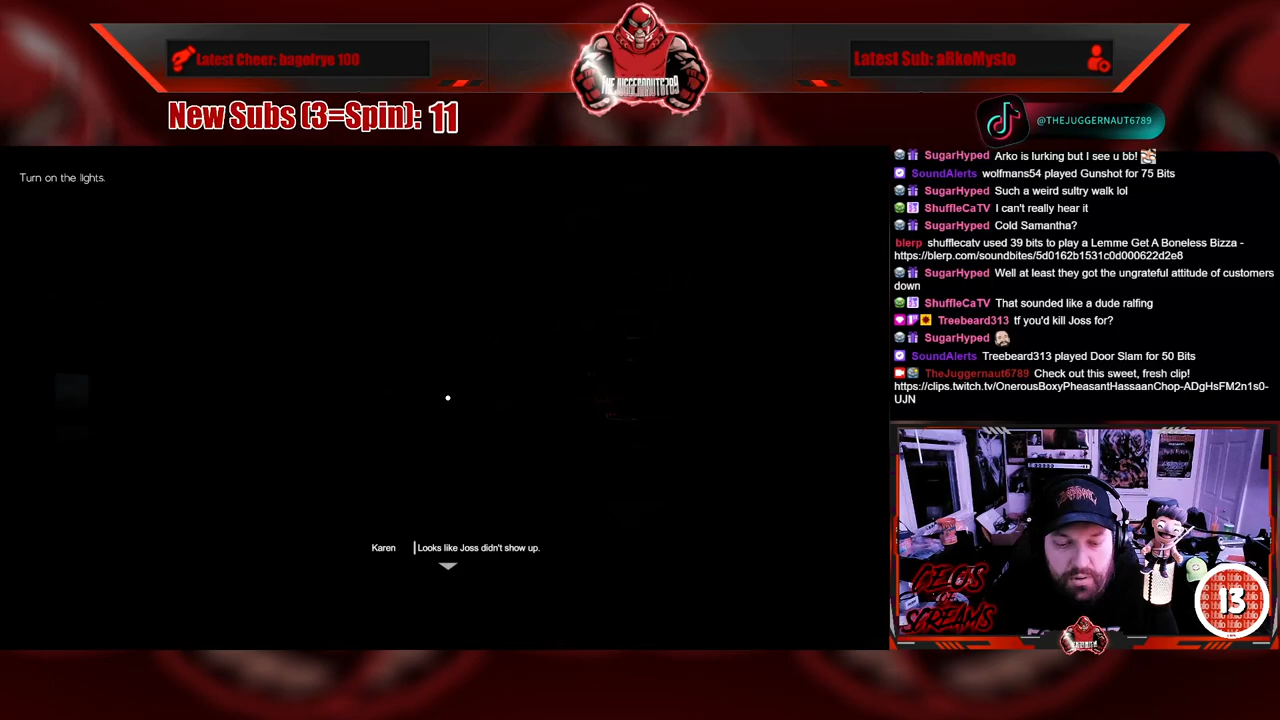 Latest Cheer: bagofrye 100
THEJUGGERNAUT6789
Latest Sub: aRkoMysto
New Subs (3=Spin): 11
@THEJUGGERNAUT6789
Turn on the lights.
SugarHyped Arko is lurking but I see u bb!
SoundAlerts wolfmans54 played Gunshot for 75 Bits
SugarHyped Such a weird sultry walk lol
ShuffleCaTV I can't really hear it
SugarHyped Cold Samantha?
blerp shufflecatv used 39 bits to play a Lemme Get A Boneless Bizza -
https://blerp.com/soundbites/5d0162b1531c0d000622d2e8
SugarHyped Well at least they got the ungrateful attitude of customers
down
ShuffleCaTV That sounded like a dude ralfing
Treebeard313 tf you'd kill Joss for?
SugarHyped
SoundAlerts Treebeard313 played Door Slam for 50 Bits
TheJuggernaut6789 Check out this sweet, fresh clip!
https://clips.twitch.tv/OnerousBoxyPheasantHassaanChop-ADgHsFM2n1s0-
UJN
Karen Looks like Joss didn't show up.
SCREAMS
13